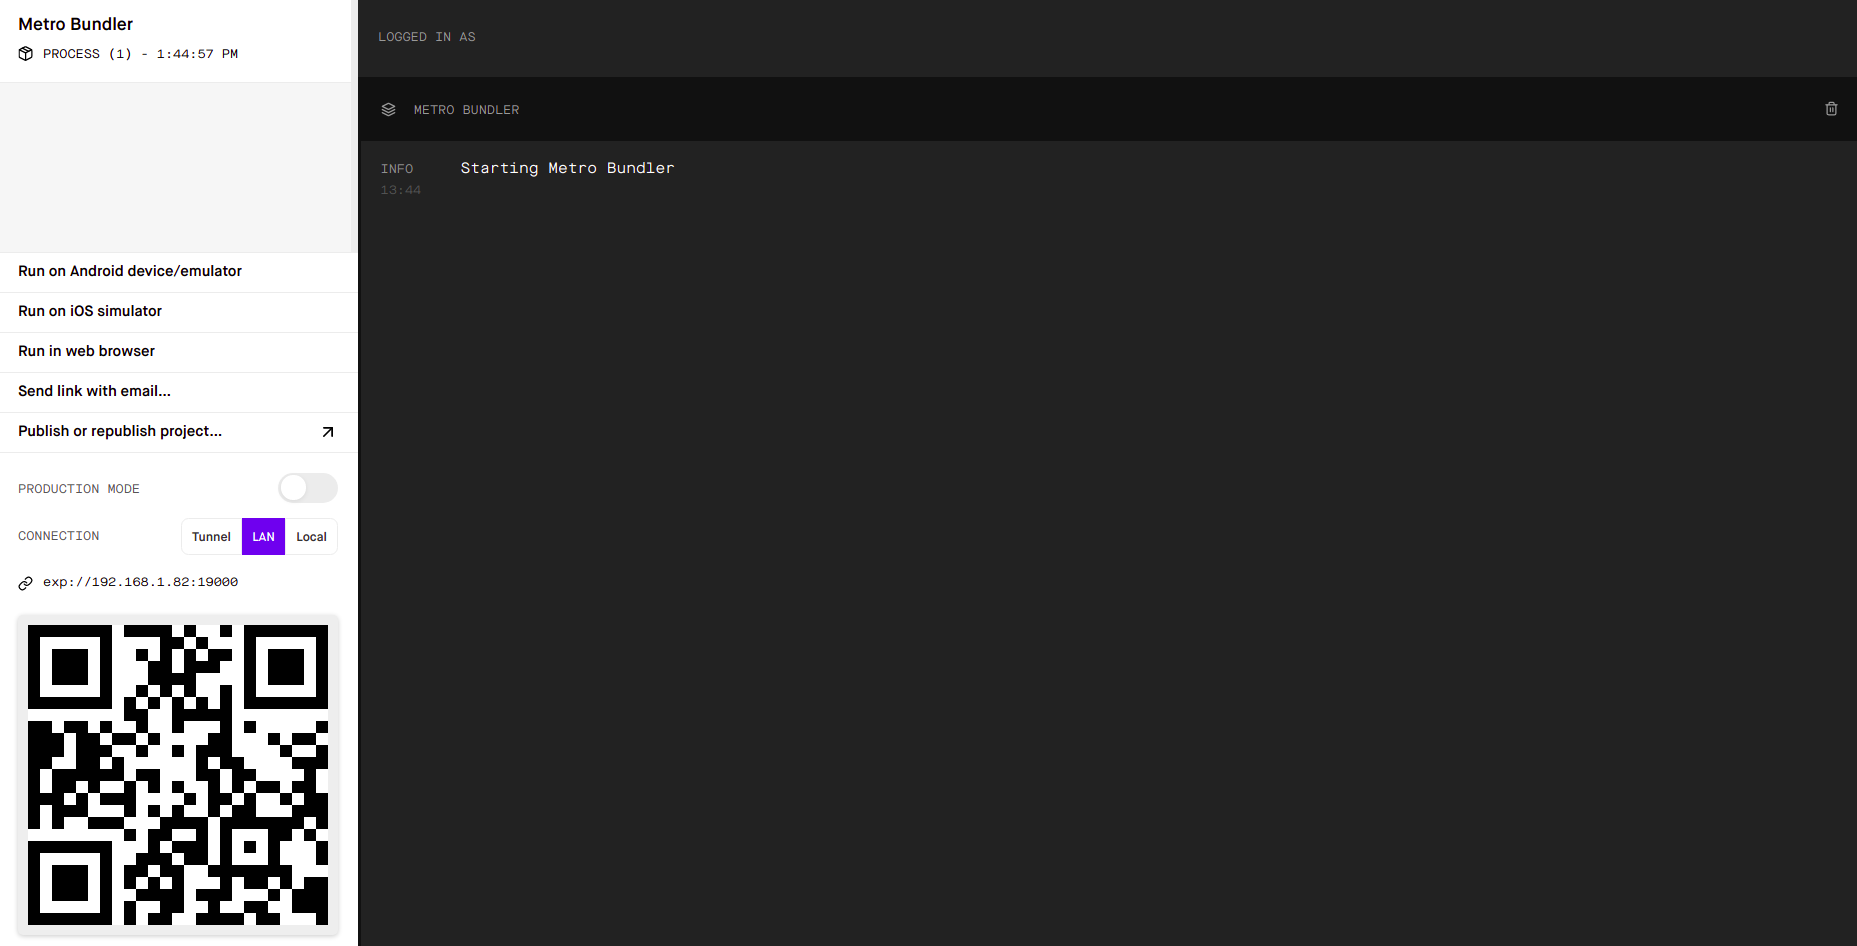 Metro Bundler
PROCESS (1) - 1:44:57 PM
Run on Android device/emulator
Run on iOS simulator
Run in web browser
Send link with email...
Publish or republish project...
PRODUCTION MODE
CONNECTION
Tunnel LAN Local
exp://192.168.1.82:19000
LOGGED IN AS
METRO BUNDLER
INFO Starting Metro Bundler
13:44